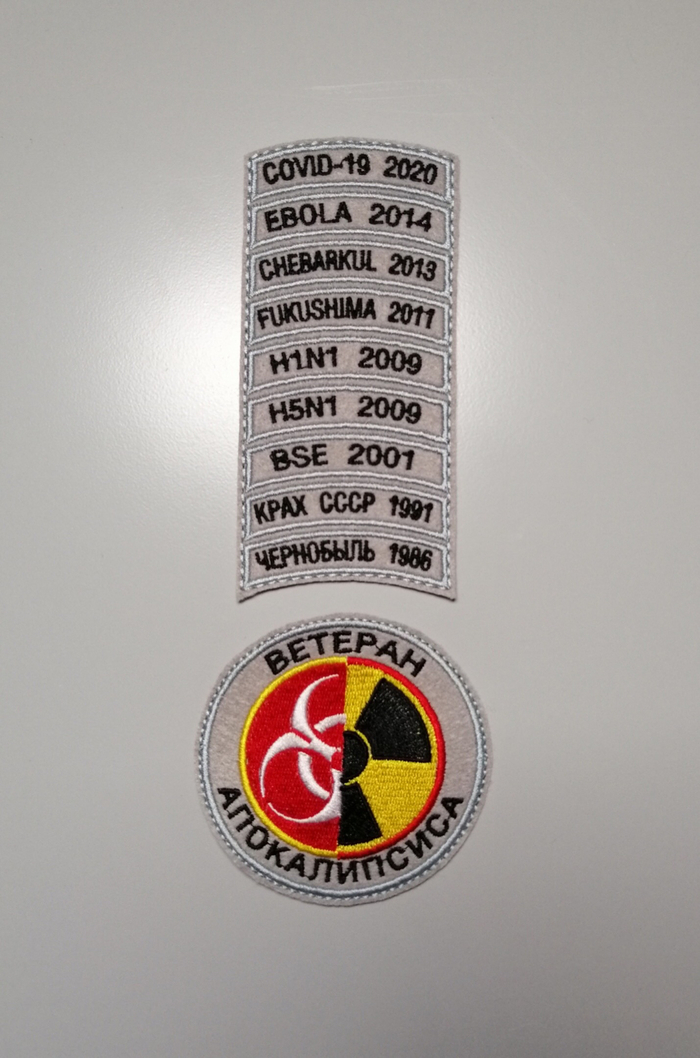 COVID-19 2020
EBOLA 2014
CHEBARKUL 2013
FUKUSHIMA 2011
H1N1 2009
H5N1 2009
BSE 2001
КРАХ СССР 1991
ЧЕРНОБЫЛЬ 1986
ВЕТЕРАН
АПОКАЛИПСИСА